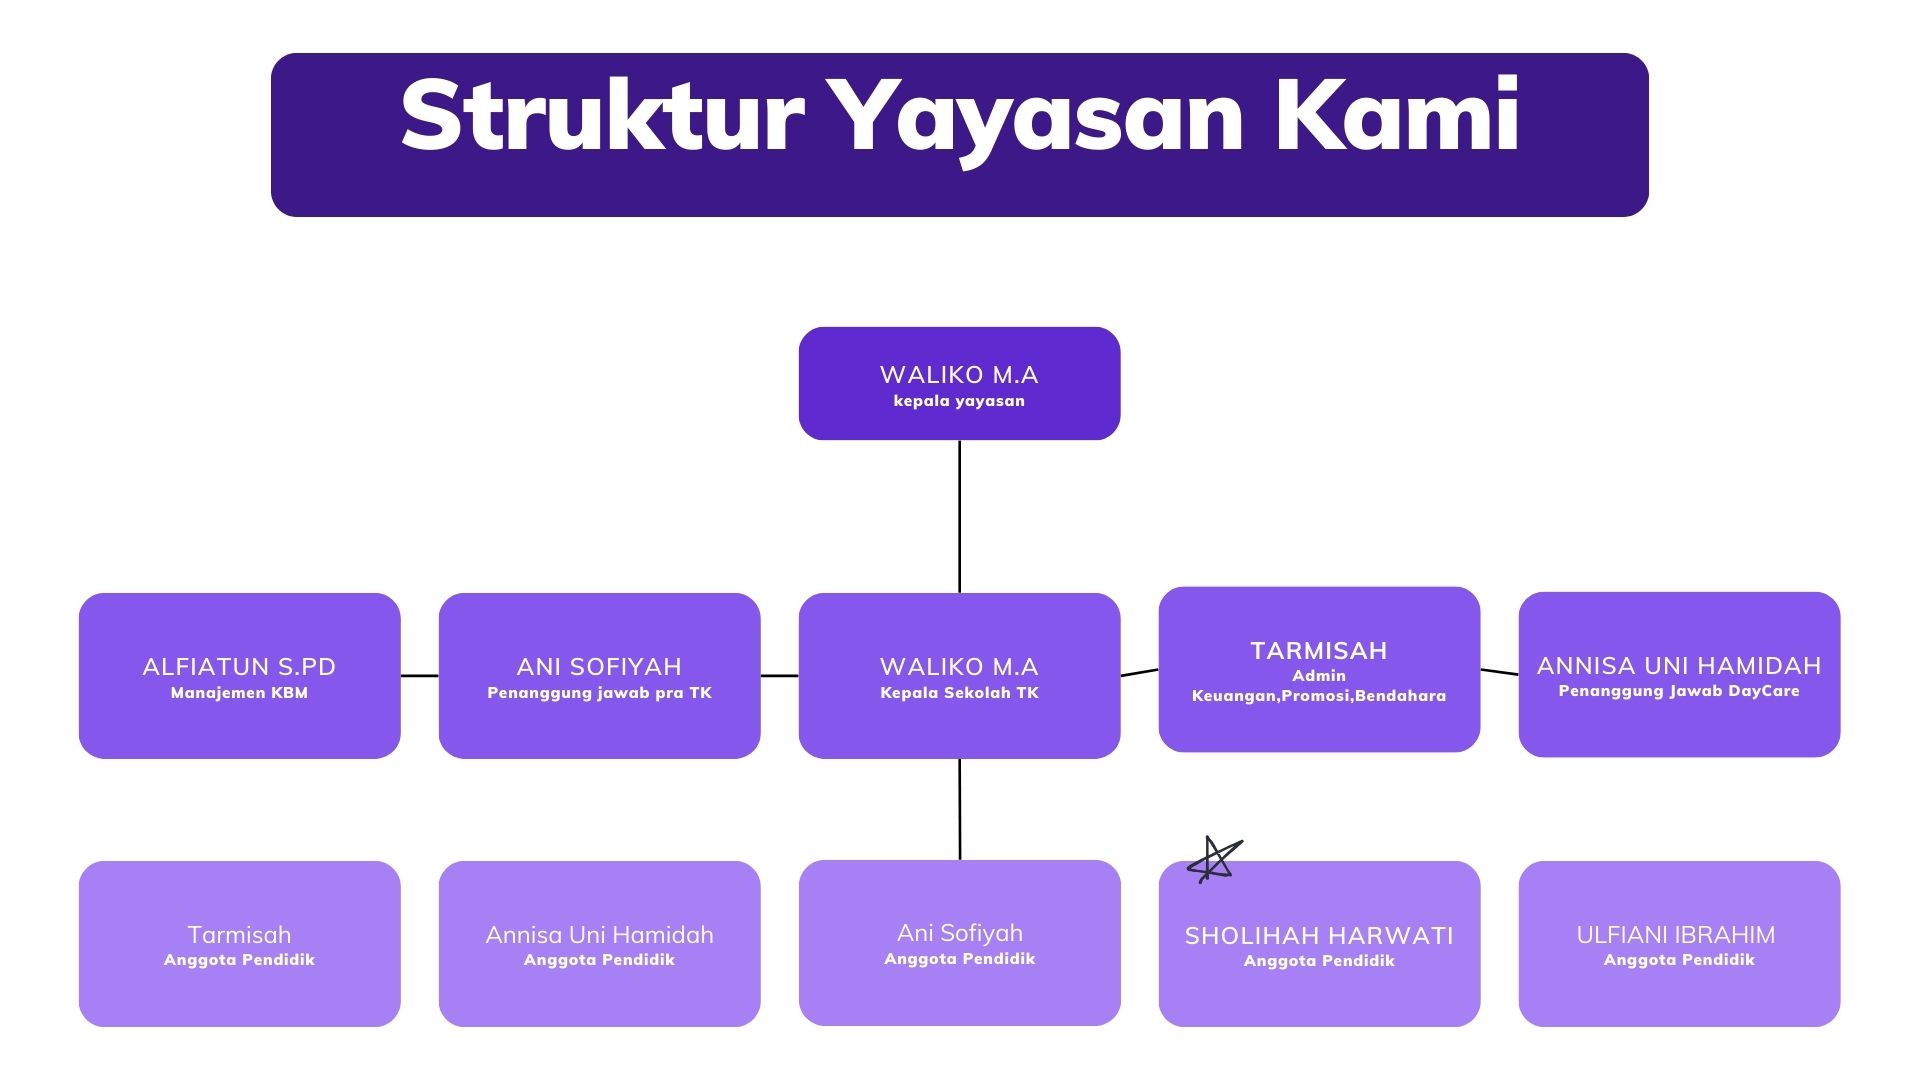 Struktur Yayasan Kami
WALIKO M.A
kepala yayasan
ALFIATUN S.PD
Manajemen KBM
ANI SOFIYAH
Penanggung jawab pra TK
WALIKO M.A
Kepala Sekolah TK
TARMISAH
Admin
Keuangan,Promosi,Bendahara
ANNISA UNI HAMIDAH
Penanggung Jawab DayCare
Tarmisah
Anggota Pendidik
Annisa Uni Hamidah
Anggota Pendidik
Ani Sofiyah
Anggota Pendidik
SHOLIHAH HARWATI
Anggota Pendidik
ULFIANI IBRAHIM
Anggota Pendidik